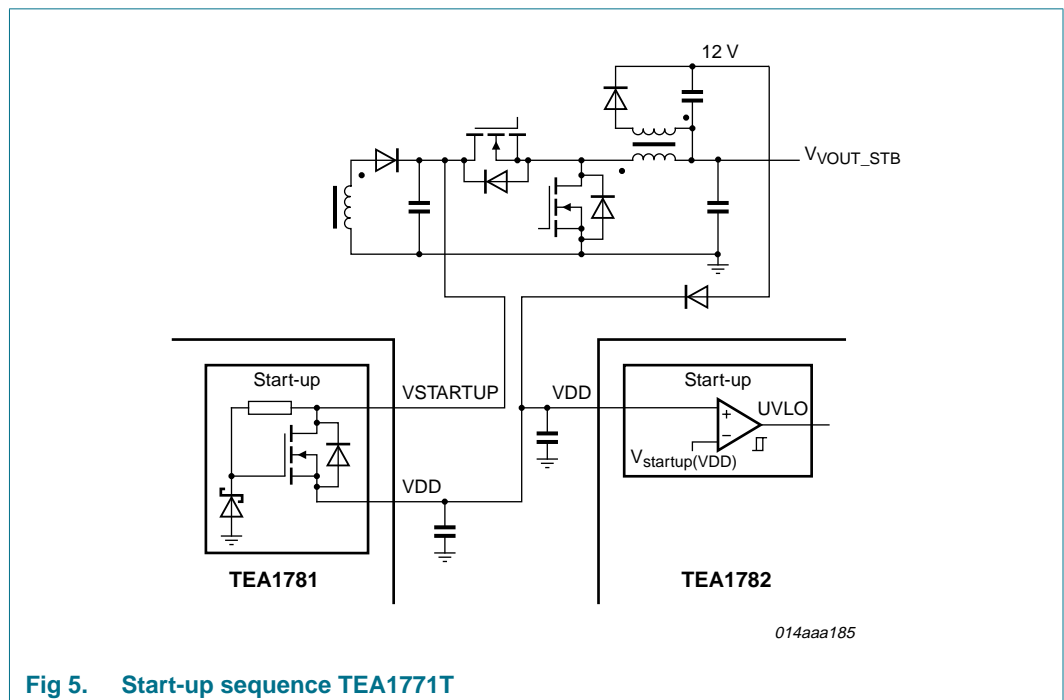 12 V
VVOUT_STB
Start-up
VSTARTUP
VDD
TEA1781
VDD
Start-up
+
−
UVLO
Vstartup(VDD)
TEA1782
014aaa185
Fig 5. Start-up sequence TEA1771T